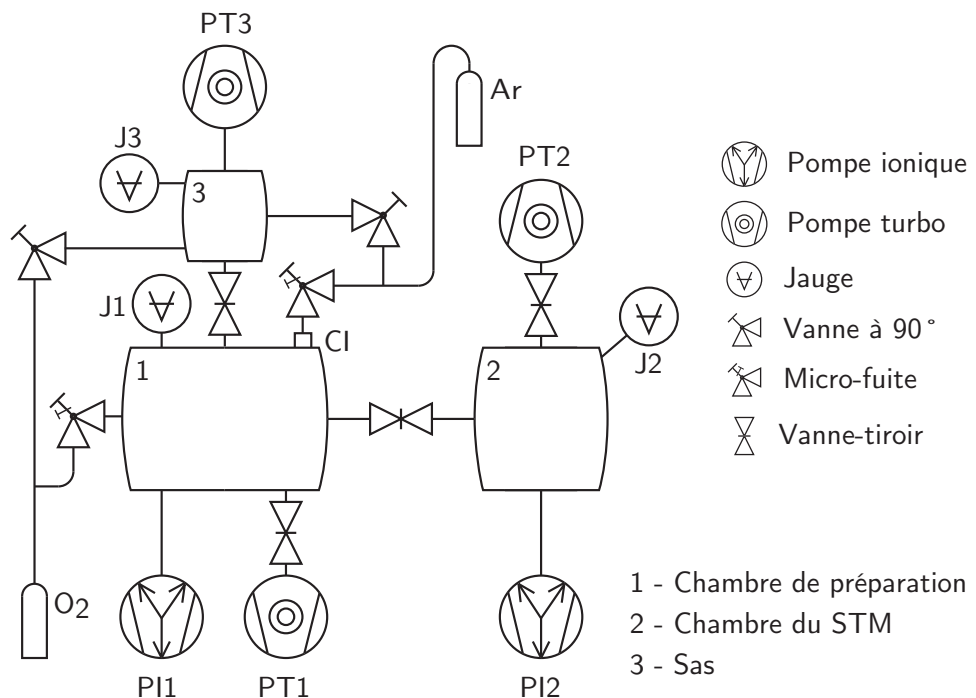 PT3
Ar
J3
3
PT2
Pompe ionique
Pompe turbo
Jauge
Vanne à 90°
Micro-fuite
Vanne-tiroir
J1
CI
J2
1
2
O2
PI1
PT1
PI2
1 - Chambre de préparation
2 - Chambre du STM
3 - Sas